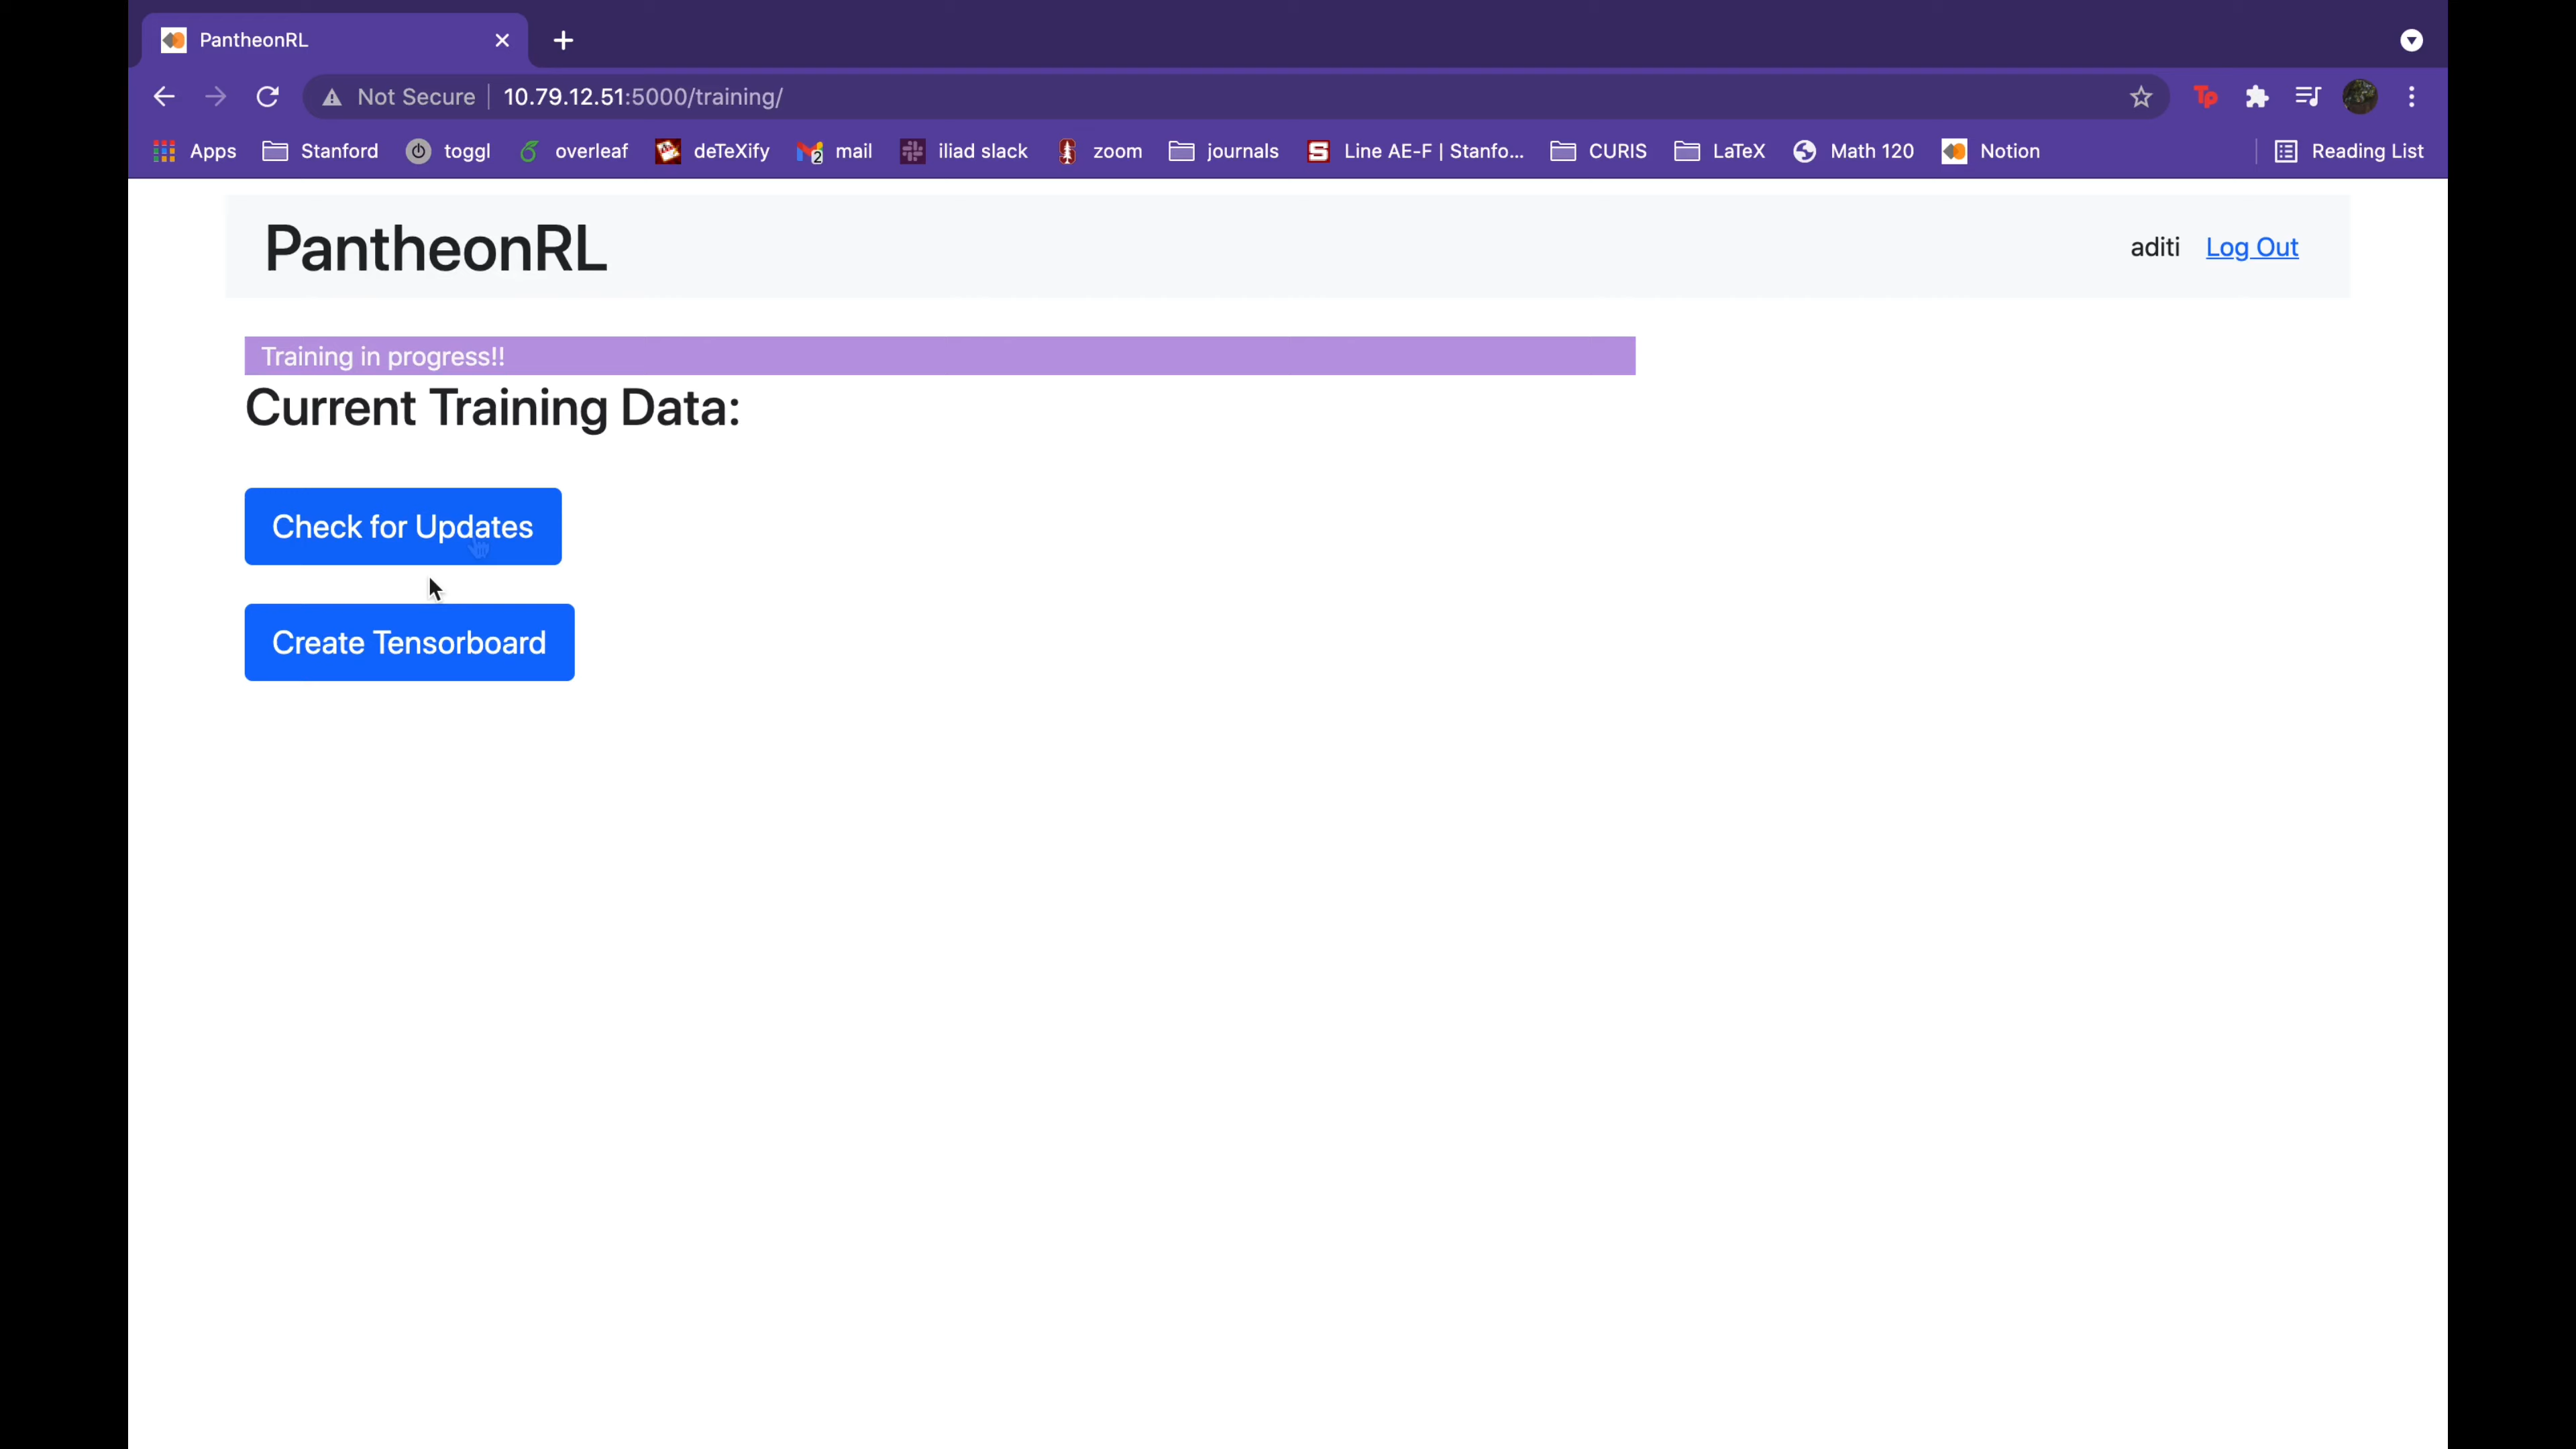 PantheonRL
Not Secure 10.79.12.51:5000/training/
Tp
Apps Stanford toggl overleaf deTeXify 2 mail iliad slack zoom journals S Line AE-F | Stanfo... CURIS LaTeX Math 120 Notion Reading List
PantheonRL
aditi Log Out
Training in progress!!
Current Training Data:
Check for Updates
Create Tensorboard